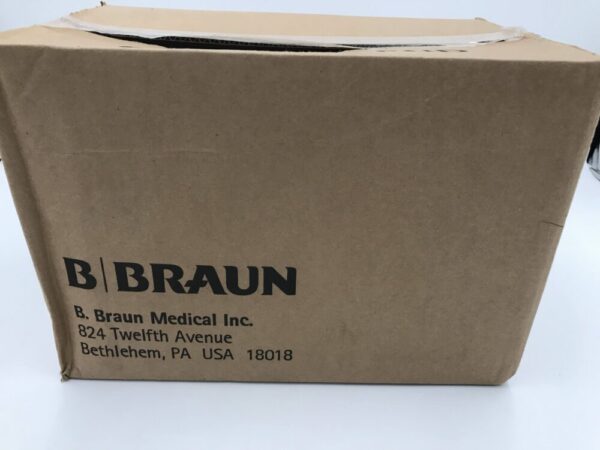 B|BRAUN
B. Braun Medical Inc.
824 Twelfth Avenue
Bethlehem, PA USA 18018